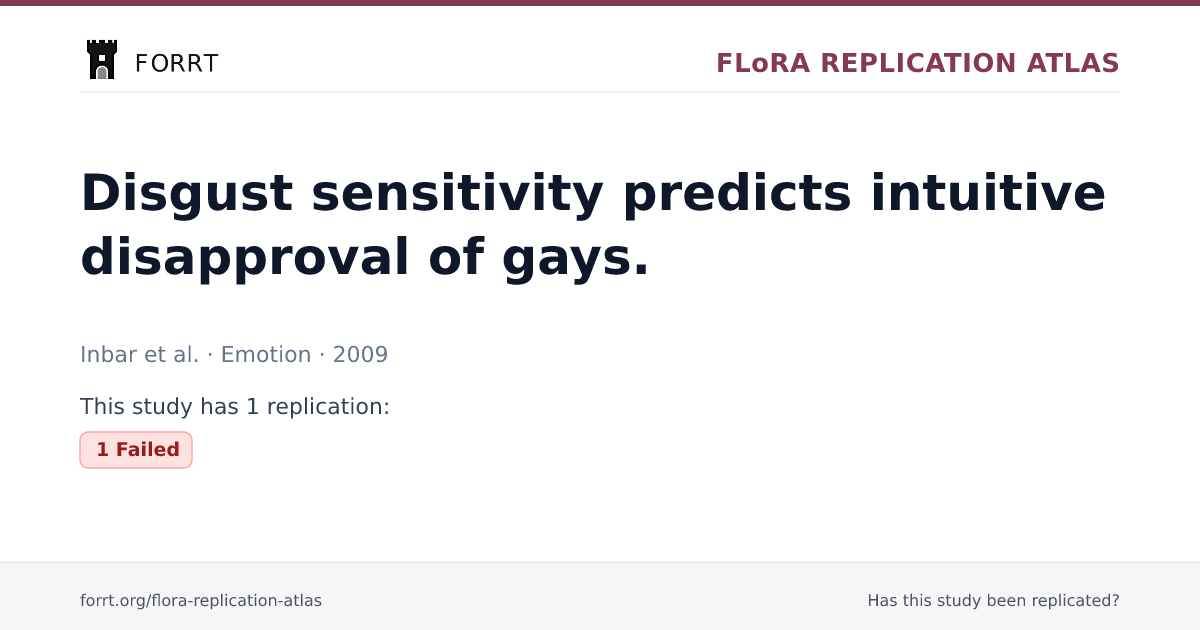 FORRT
FLoRA REPLICATION ATLAS
Disgust sensitivity predicts intuitive
disapproval of gays.
Inbar et al. · Emotion · 2009
This study has 1 replication:
1 Failed
forrt.org/flora-replication-atlas
Has this study been replicated?